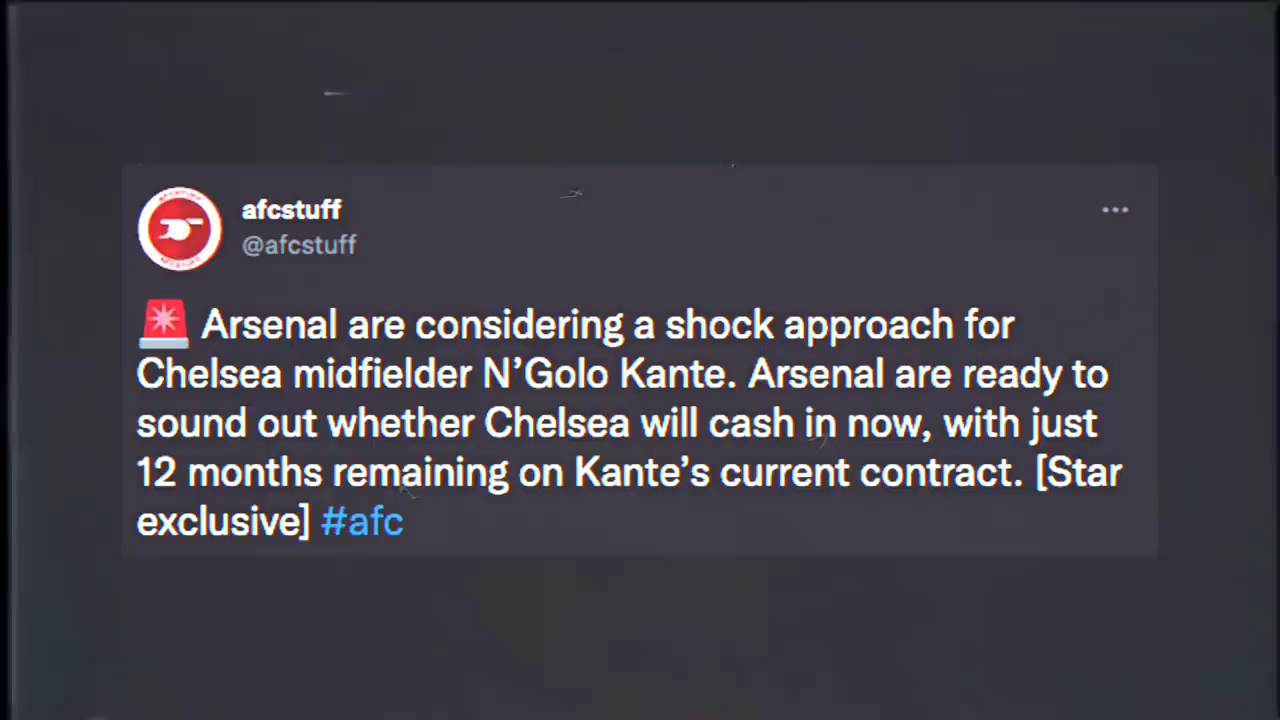 afcstuff
@afcstuff
🚨 Arsenal are considering a shock approach for
Chelsea midfielder N’Golo Kante. Arsenal are ready to
sound out whether Chelsea will cash in now, with just
12 months remaining on Kante’s current contract. [Star
exclusive] #afc